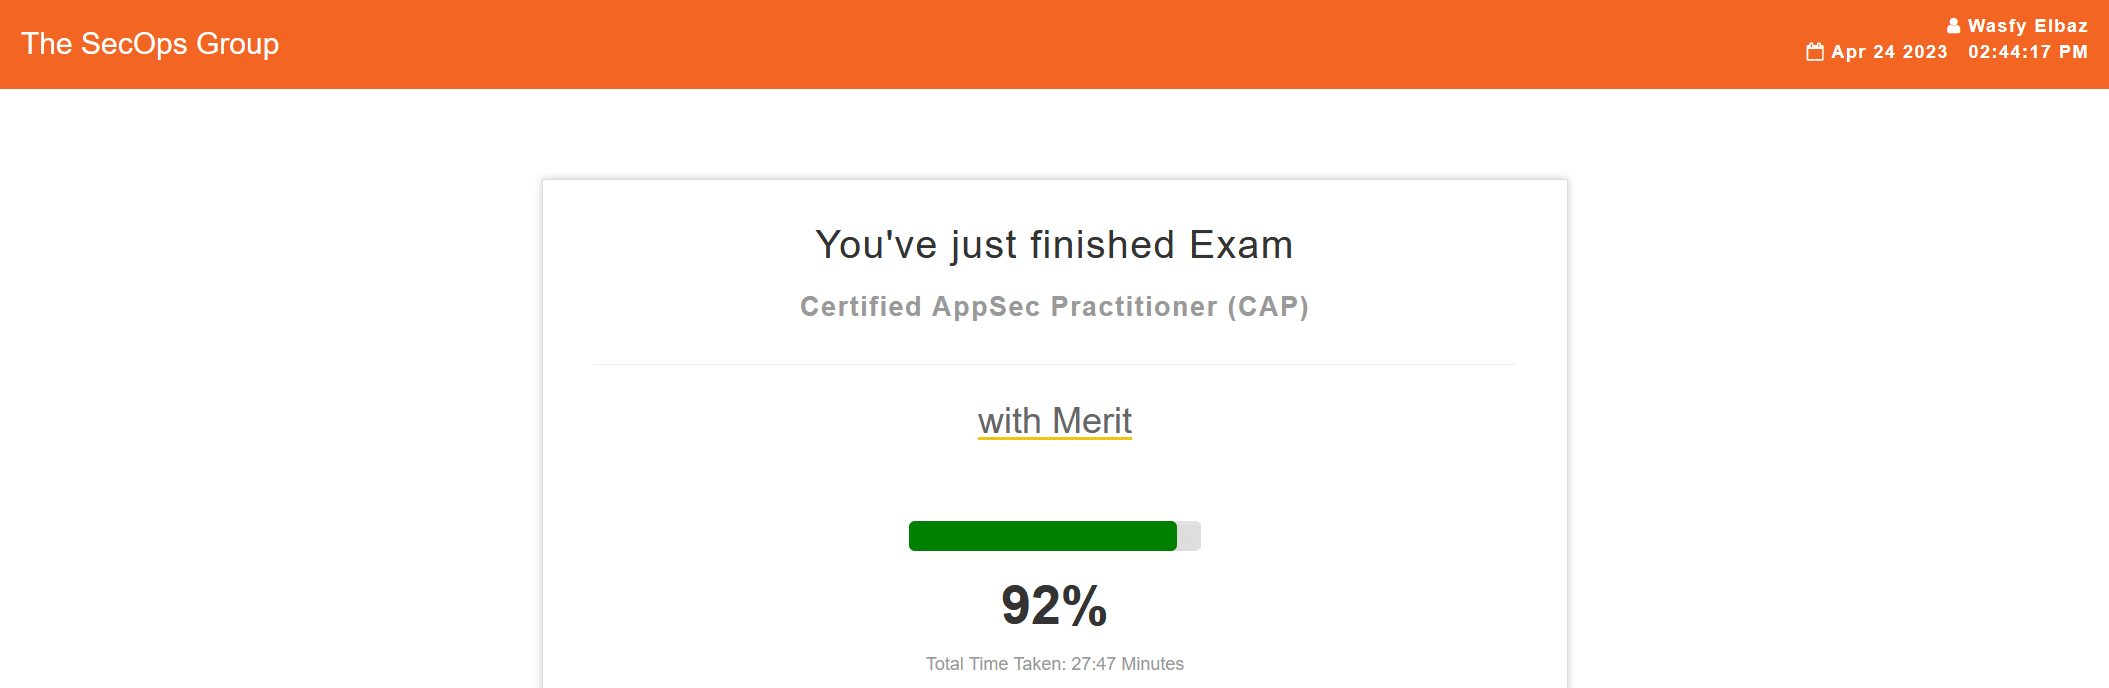 The SecOps Group
Wasfy Elbaz
Apr 24 2023 02:44:17 PM
You've just finished Exam
Certified AppSec Practitioner (CAP)
with Merit
92%
Total Time Taken: 27:47 Minutes